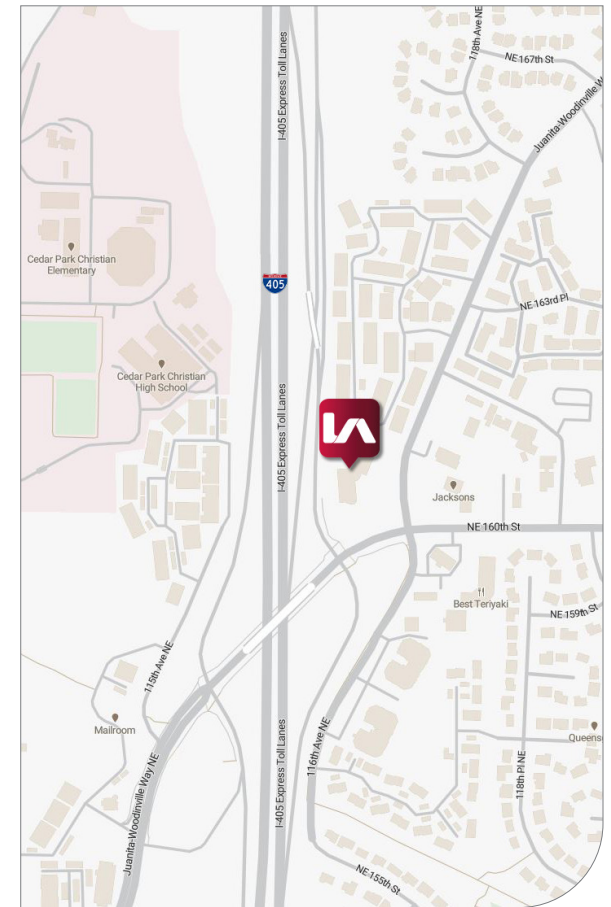 118th Ave NE
NE 167th St
I-405 Express Toll Lanes
Juanita-Woodinville W
Cedar Park Christian
Elementary
405
NE 163rd Pl
Cedar Park Christian
High School
I-405 Express Toll Lanes
Jacksons
NE 160th St
Best Teriyaki
NE 159th St
115th Ave NE
Mailroom
Queens
116th Ave NE
118th Pl NE
I-405 Express Toll Lanes
Juanita-Woodinville Way NE
NE 155th St